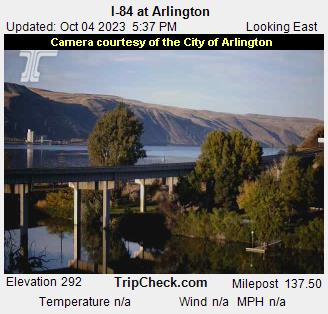 I-84 at Arlington
Updated: Oct 04 2023 5:37 PM Looking East
Camera courtesy of the City of Arlington
Elevation 292 TripCheck.com Milepost 137.50
Temperature n/a Wind n/a MPH n/a